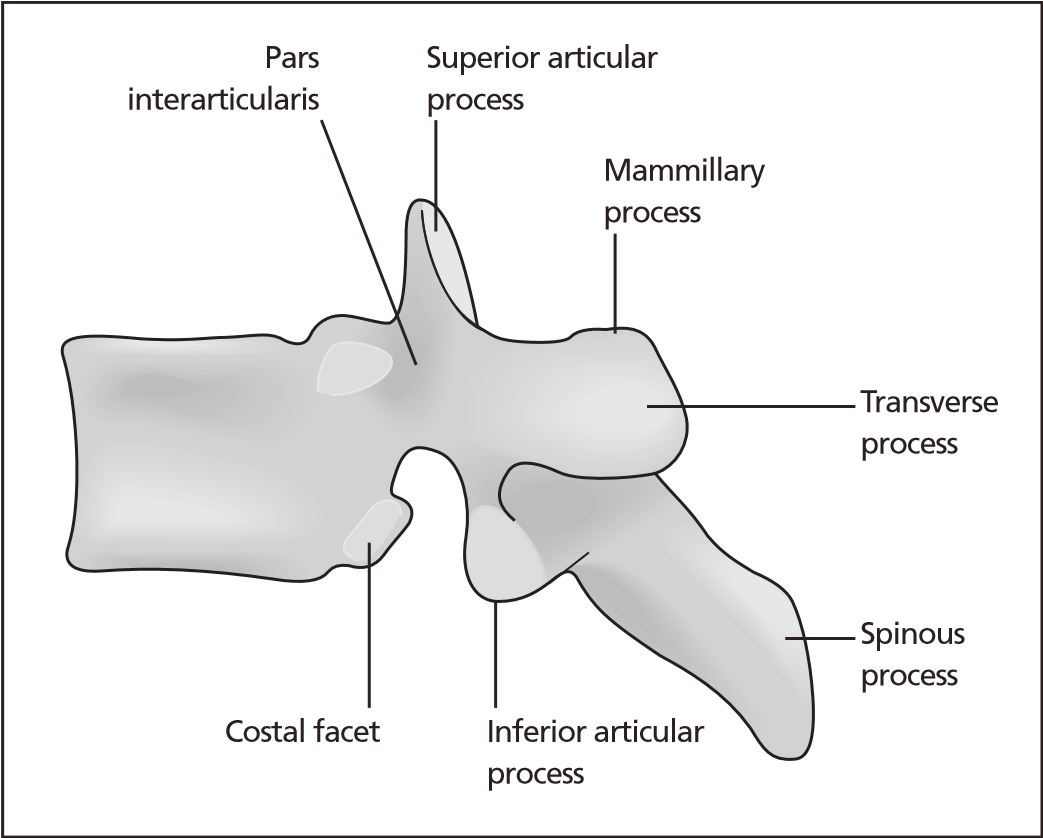 Pars
interarticularis
Superior articular
process
Mammillary
process
Transverse
process
Spinous
process
Costal facet
Inferior articular
process